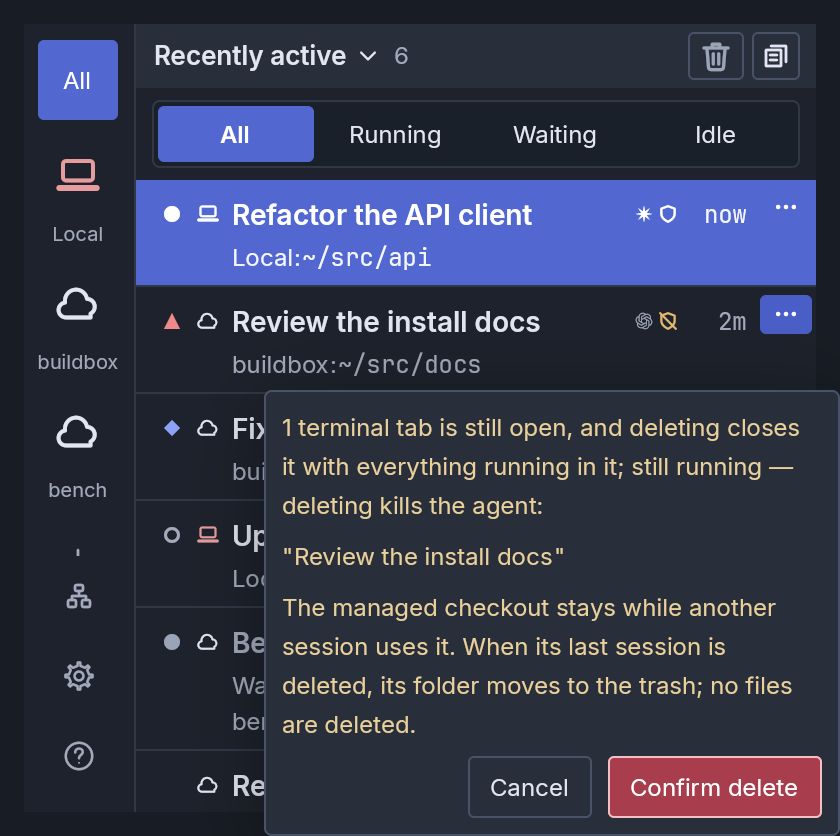 All
Recently active 6
All Running Waiting Idle
Local
buildbox
bench
Refactor the API client now
Local:~/src/api
Review the install docs 2m
buildbox:~/src/docs
1 terminal tab is still open, and deleting closes
it with everything running in it; still running —
deleting kills the agent:
"Review the install docs"
The managed checkout stays while another
session uses it. When its last session is
deleted, its folder moves to the trash; no files
are deleted.
Cancel Confirm delete